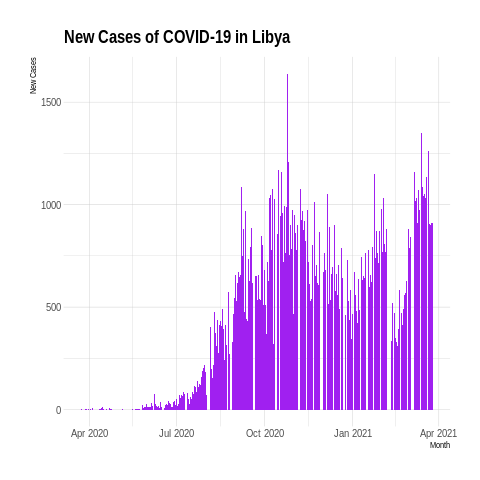 New Cases of COVID-19 in Libya
New Cases
1500
1000
500
0
Apr 2020 Jul 2020 Oct 2020 Jan 2021 Apr 2021
Month